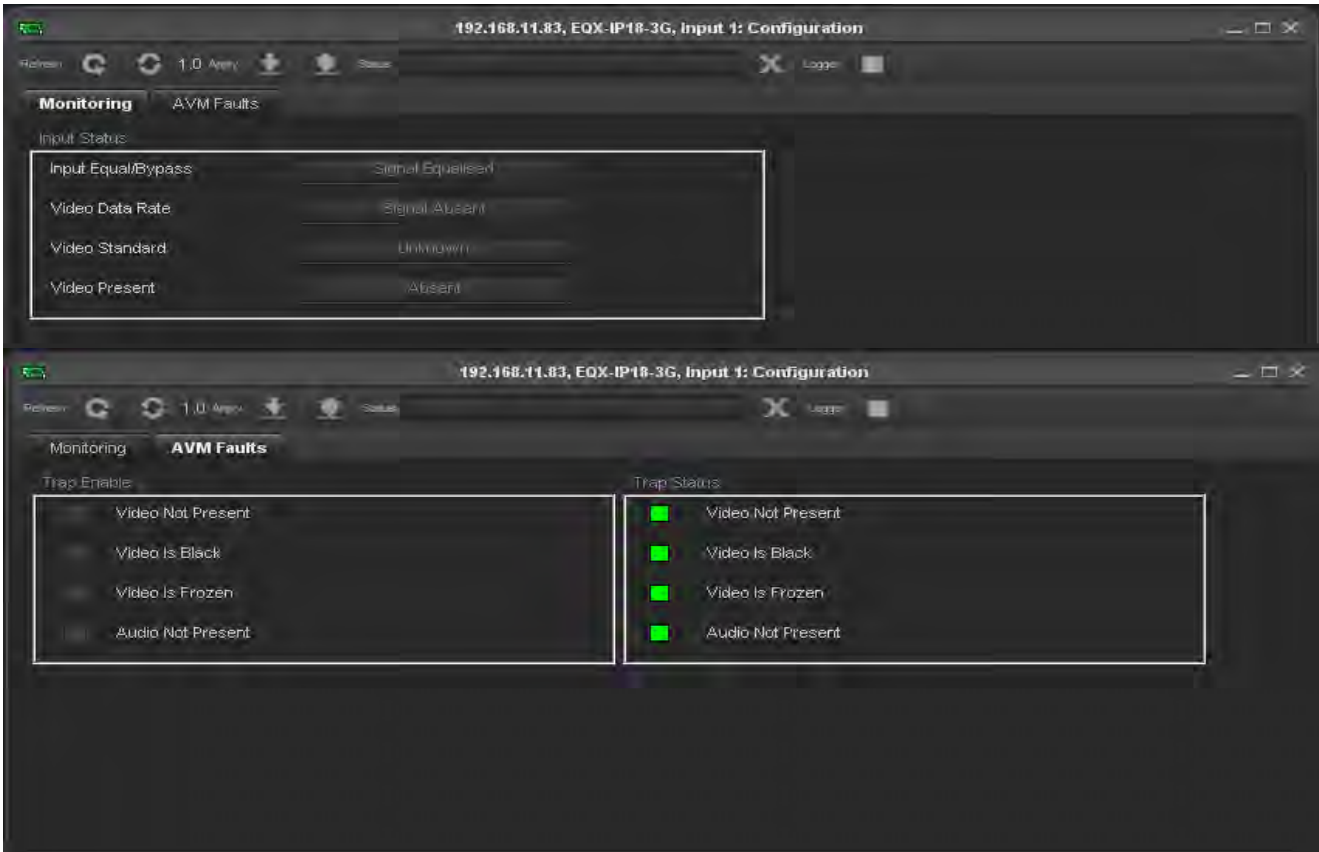 192.168.11.83, EQX-IP18-3G, Input 1: Configuration
Refresh 1.0 Apply Status Logger
Monitoring AVM Faults
Input Status
Input Equal/Bypass Signal Equalised
Video Data Rate Signal Absent
Video Standard Unknown
Video Present Absent
192.168.11.83, EQX-IP18-3G, Input 1: Configuration
Refresh 1.0 Apply Status Logger
Monitoring AVM Faults
Trap Enable Trap Status
Video Not Present Video Not Present
Video Is Black Video Is Black
Video Is Frozen Video Is Frozen
Audio Not Present Audio Not Present